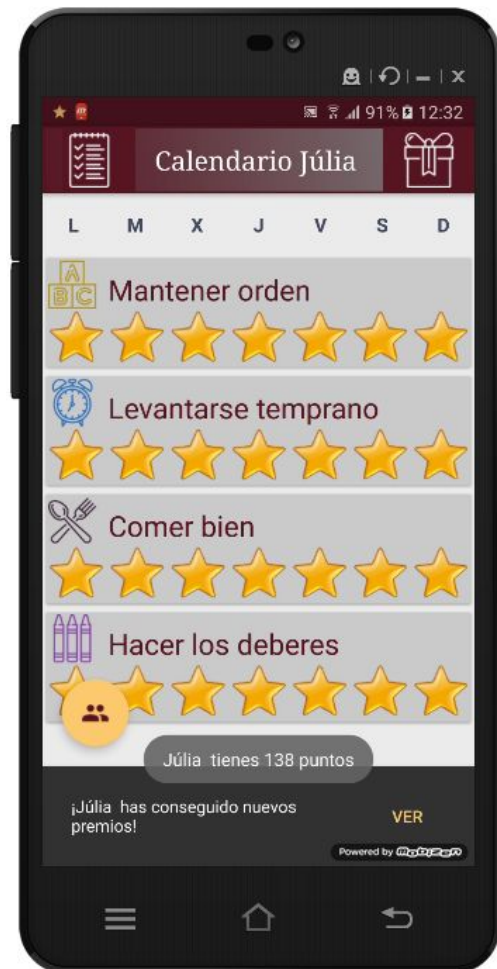 91% 12:32
Calendario Júlia
L M X J V S D
A
B C
Mantener orden
Levantarse temprano
Comer bien
Hacer los deberes
Júlia tienes 138 puntos
¡Júlia has conseguido nuevos
premios!
VER
Powered by Mobizen